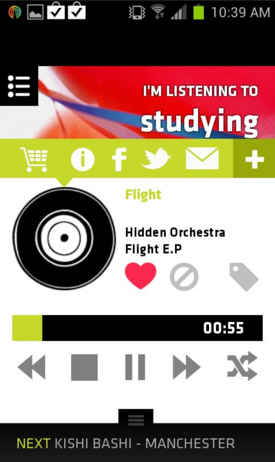 10:39 AM
I'M LISTENING TO
studying
Flight
Hidden Orchestra
Flight E.P
00:55
NEXT KISHI BASHI - MANCHESTER